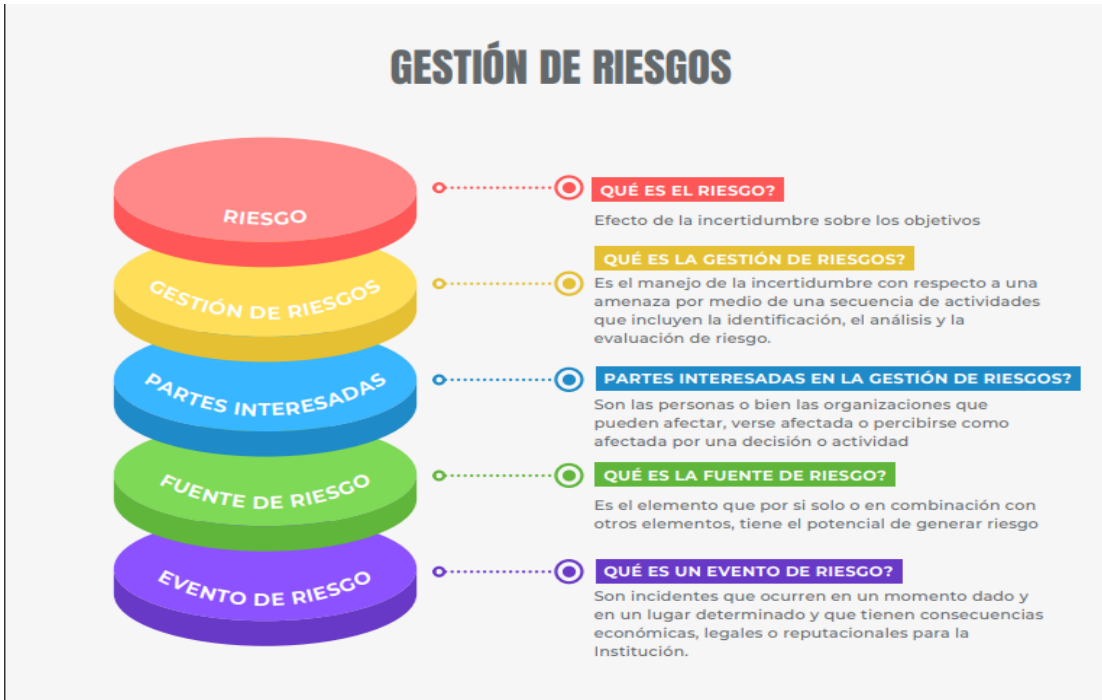 GESTIÓN DE RIESGOS
RIESGO
QUÉ ES EL RIESGO?
Efecto de la incertidumbre sobre los objetivos
GESTIÓN DE RIESGOS
QUÉ ES LA GESTIÓN DE RIESGOS?
Es el manejo de la incertidumbre con respecto a una
amenaza por medio de una secuencia de actividades
que incluyen la identificación, el análisis y la
evaluación de riesgo.
PARTES INTERESADAS
PARTES INTERESADAS EN LA GESTIÓN DE RIESGOS?
Son las personas o bien las organizaciones que
pueden afectar, verse afectada o percibirse como
afectada por una decisión o actividad
FUENTE DE RIESGO
QUÉ ES LA FUENTE DE RIESGO?
Es el elemento que por si solo o en combinación con
otros elementos, tiene el potencial de generar riesgo
EVENTO DE RIESGO
QUÉ ES UN EVENTO DE RIESGO?
Son incidentes que ocurren en un momento dado y
en un lugar determinado y que tienen consecuencias
económicas, legales o reputacionales para la
Institución.